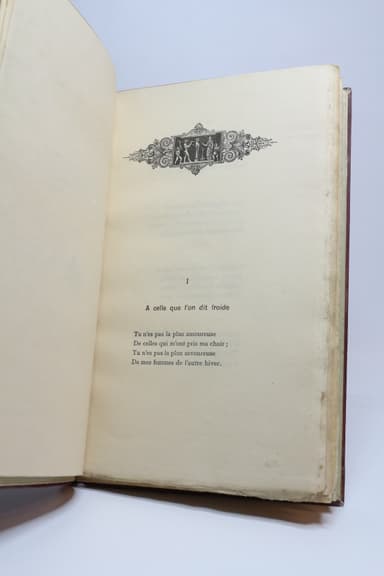 I
A celle que l'on dit froide
Tu n'es pas la plus amoureuse
De celles qui m'ont pris ma chair ;
Tu n'es pas la plus savoureuse
De mes femmes de l'autre hiver.